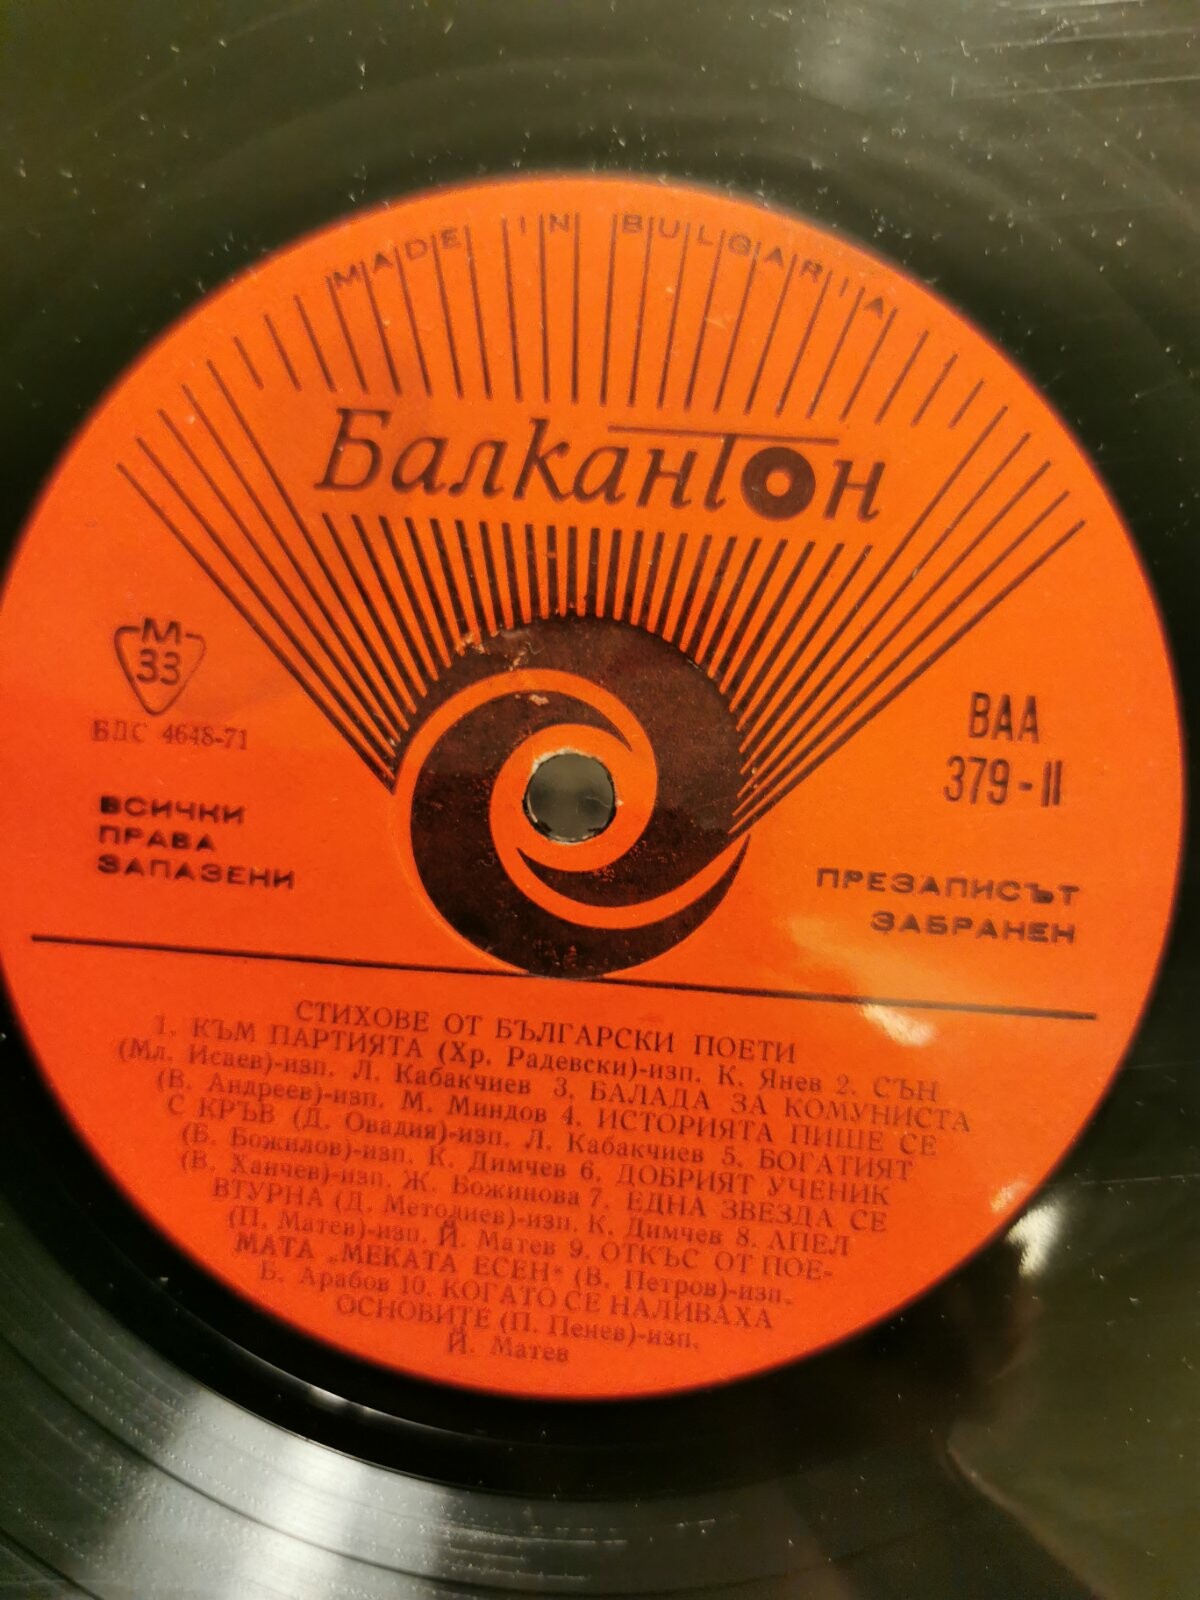 MADE IN BULGARIA
Балкантон
М
33
БДС 4648-71
ВСИЧКИ
ПРАВА
ЗАПАЗЕНИ
ВАА
379-II
ПРЕЗАПИСЪТ
ЗАБРАНЕН
СТИХОВЕ ОТ БЪЛГАРСКИ ПОЕТИ
1. КЪМ ПАРТИЯТА (Хр. Радевски)-изп. К. Янев 2. СЪН
(Мл. Исаев)-изп. Л. Кабакчиев 3. БАЛАДА ЗА КОМУНИСТА
(В. Андреев)-изп. М. Миндов 4. ИСТОРИЯТА ПИШЕ СЕ
С КРЪВ (Д. Овадия)-изп. Л. Кабакчиев 5. БОГАТИЯТ
(Б. Божилов)-изп. К. Димчев 6. ДОБРИЯТ УЧЕНИК
(В. Ханчев)-изп. Ж. Божинова 7. ЕДНА ЗВЕЗДА СЕ
ВТУРНА (Д. Методиев)-изп. К. Димчев 8. АПЕЛ
(П. Матев)-изп. Й. Матев 9. ОТКЪС ОТ ПОЕ-
МАТА „МЕКАТА ЕСЕН“ (В. Петров)-изп.
Б. Арабов 10. КОГАТО СЕ НАЛИВАХА
ОСНОВИТЕ (П. Пенев)-изп.
Й. Матев